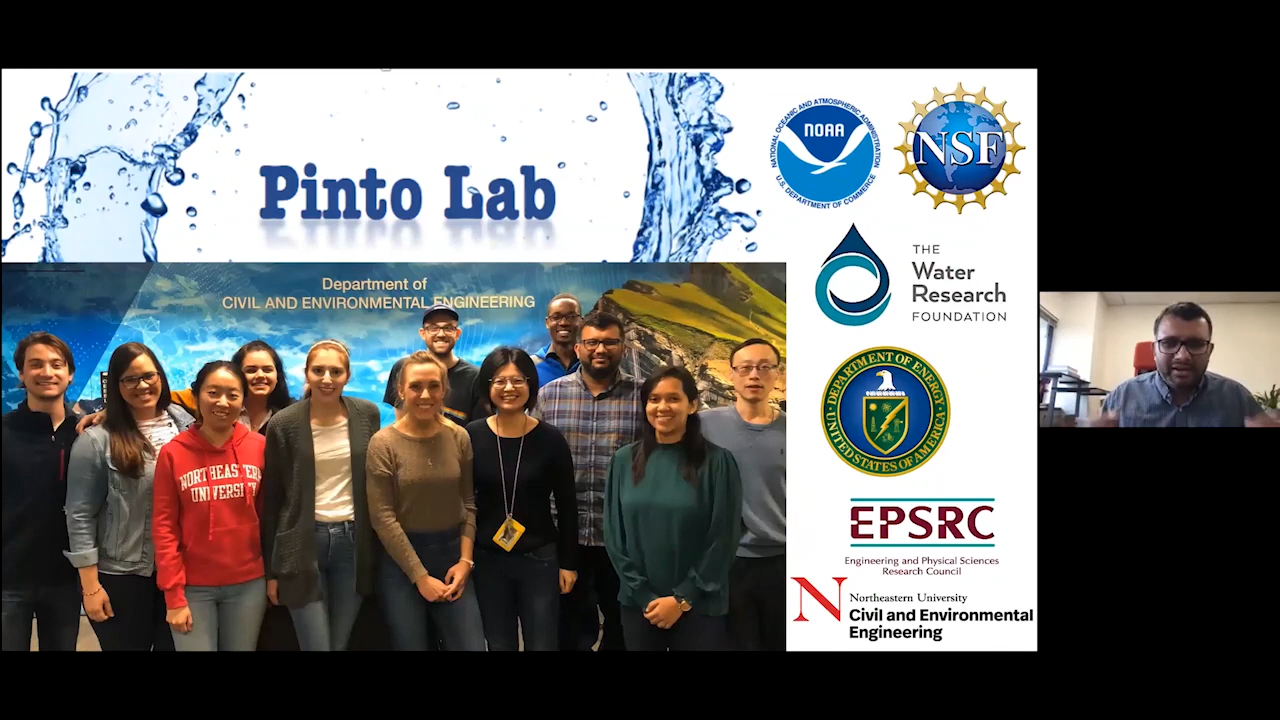 Pinto Lab
Department of
CIVIL AND ENVIRONMENTAL ENGINEERING
NORTHEASTERN
UNIVERSITY
NATIONAL OCEANIC AND ATMOSPHERIC ADMINISTRATION
NOAA
U.S. DEPARTMENT OF COMMERCE
NSF
THE
Water
Research
FOUNDATION
DEPARTMENT OF ENERGY
UNITED STATES OF AMERICA
EPSRC
Engineering and Physical Sciences
Research Council
N
Northeastern University
Civil and Environmental
Engineering